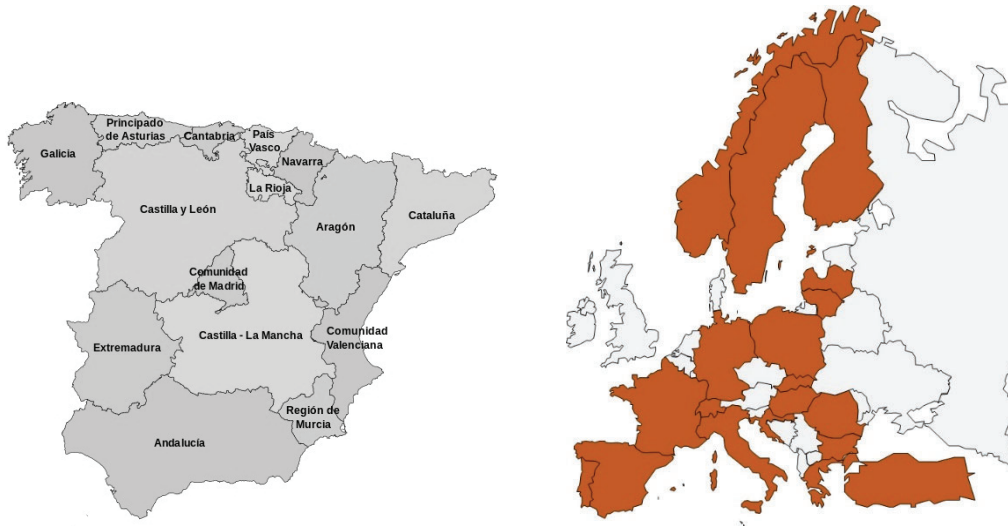 Principado
de Asturias
Cantabria
País
Vasco
Galicia
Navarra
La Rioja
Castilla y León
Cataluña
Aragón
Comunidad
de Madrid
Castilla - La Mancha
Comunidad
Valenciana
Extremadura
Región de
Murcia
Andalucía